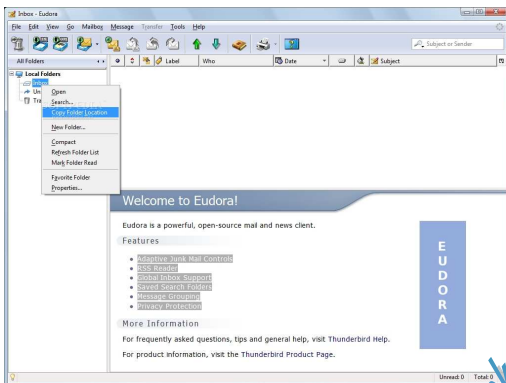 Inbox - Eudora
File Edit View Go Mailbox Message Transfer Tools Help
Subject or Sender
All Folders
Label Who Date Subject
Local Folders
Inbox
Un
Tra
Open
Search...
Copy Folder Location
New Folder...
Compact
Refresh Folder List
Mark Folder Read
Favorite Folder
Properties...
Welcome to Eudora!
Eudora is a powerful, open-source mail and news client.
Features
Adaptive Junk Mail Controls
RSS Reader
Global Inbox Support
Saved Search Folders
Message Grouping
Privacy Protection
EUDORA
More Information
For frequently asked questions, tips and general help, visit Thunderbird Help.
For product information, visit the Thunderbird Product Page.
Unread: 0 Total: 0